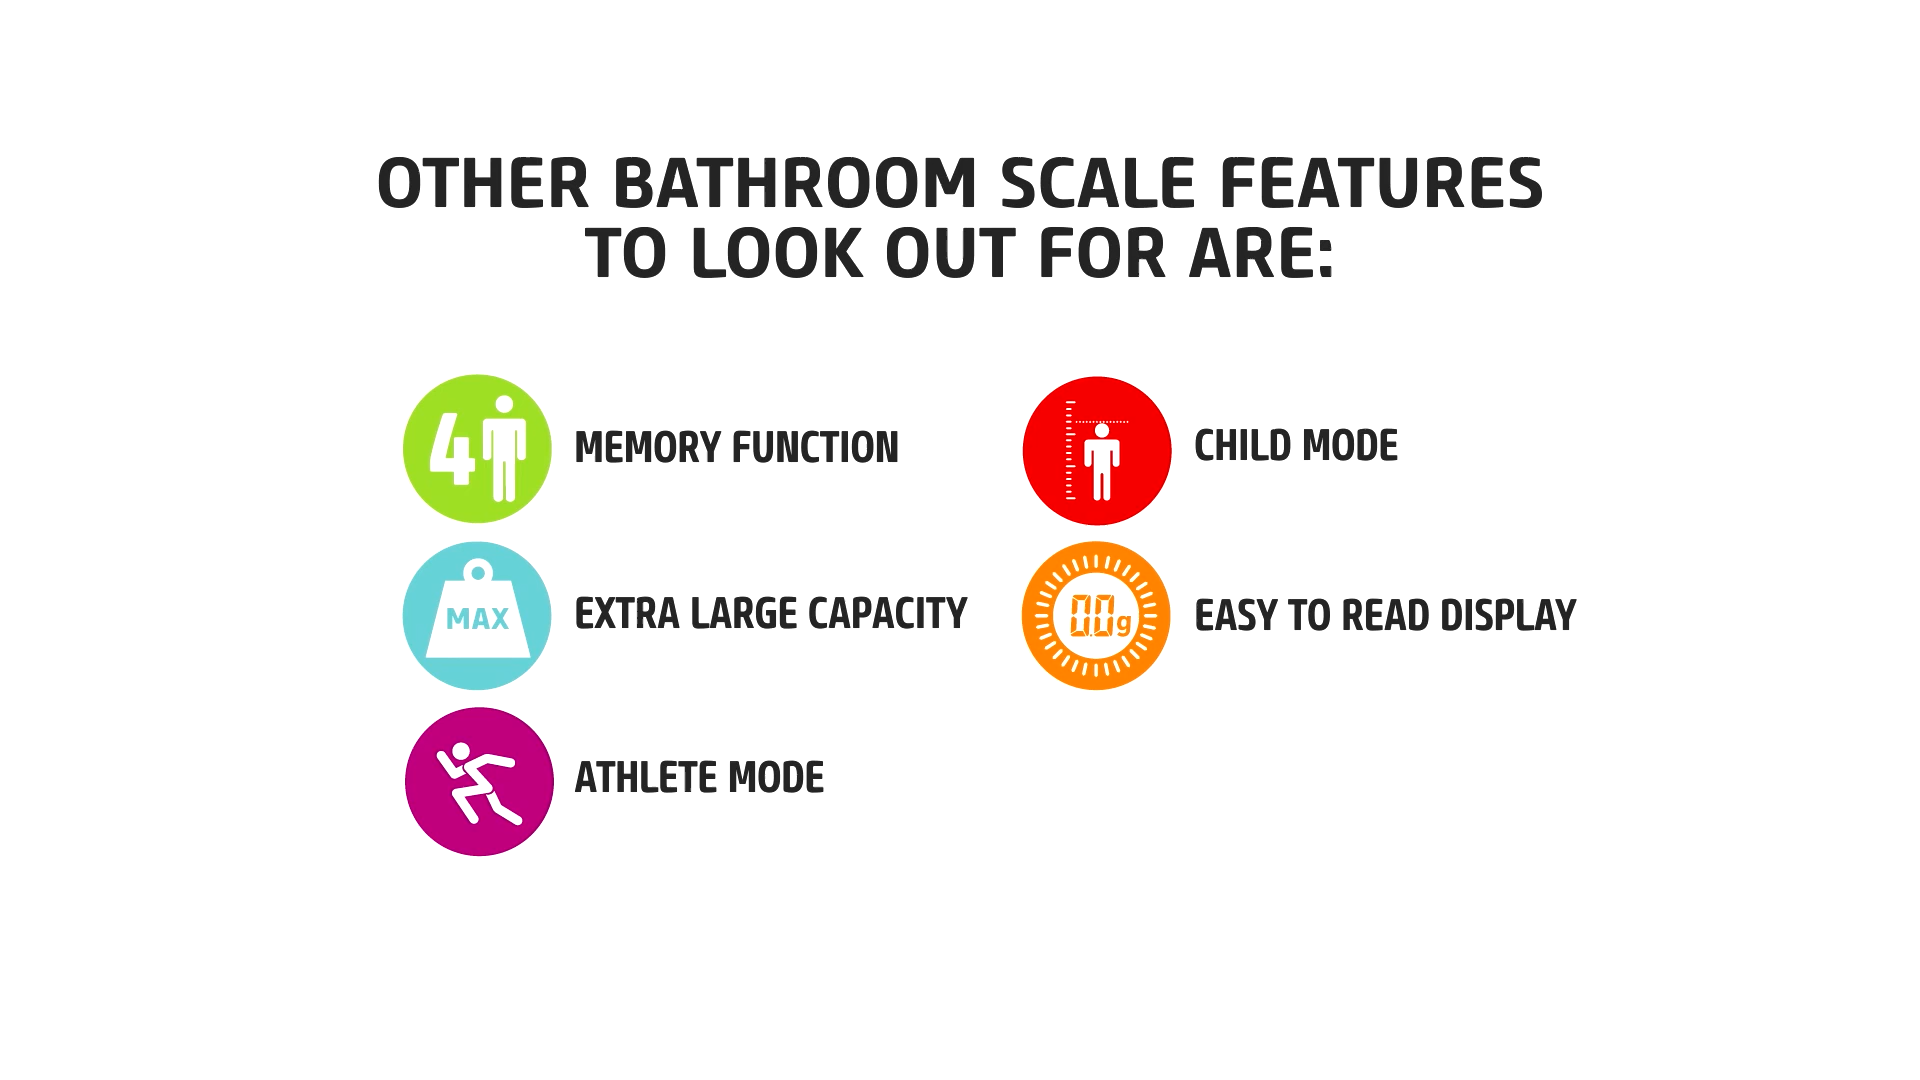 OTHER BATHROOM SCALE FEATURES
TO LOOK OUT FOR ARE:
4
MEMORY FUNCTION
CHILD MODE
MAX
EXTRA LARGE CAPACITY
0.0g
EASY TO READ DISPLAY
ATHLETE MODE